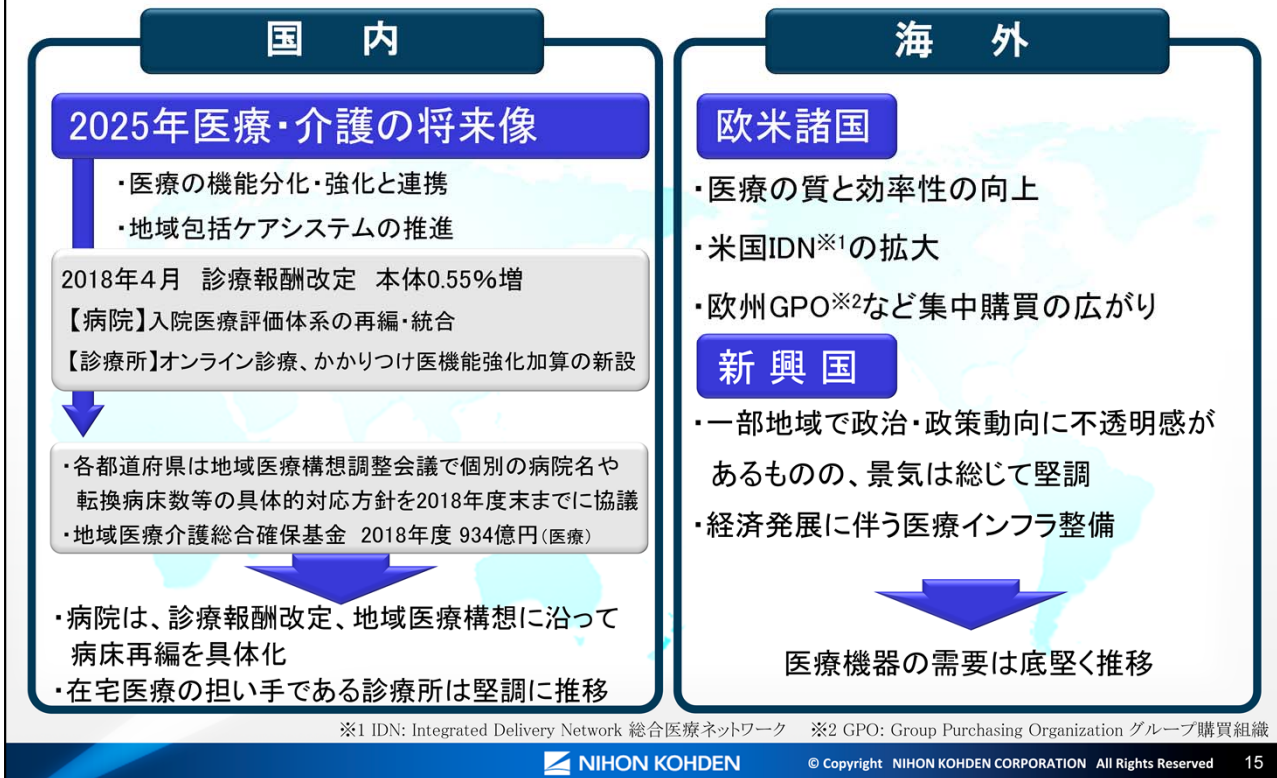 国 内
2025年医療・介護の将来像
・医療の機能分化・強化と連携
・地域包括ケアシステムの推進
2018年4月 診療報酬改定 本体0.55%増
【病院】入院医療評価体系の再編・統合
【診療所】オンライン診療、かかりつけ医機能強化加算の新設
・各都道府県は地域医療構想調整会議で個別の病院名や
転換病床数等の具体的対応方針を2018年度末までに協議
・地域医療介護総合確保基金 2018年度 934億円(医療)
・病院は、診療報酬改定、地域医療構想に沿って
病床再編を具体化
・在宅医療の担い手である診療所は堅調に推移
海 外
欧米諸国
・医療の質と効率性の向上
・米国IDN※1の拡大
・欧州GPO※2など集中購買の広がり
新 興 国
・一部地域で政治・政策動向に不透明感が
あるものの、景気は総じて堅調
・経済発展に伴う医療インフラ整備
医療機器の需要は底堅く推移
※1 IDN: Integrated Delivery Network 総合医療ネットワーク ※2 GPO: Group Purchasing Organization グループ購買組織
NIHON KOHDEN
© Copyright NIHON KOHDEN CORPORATION All Rights Reserved 15